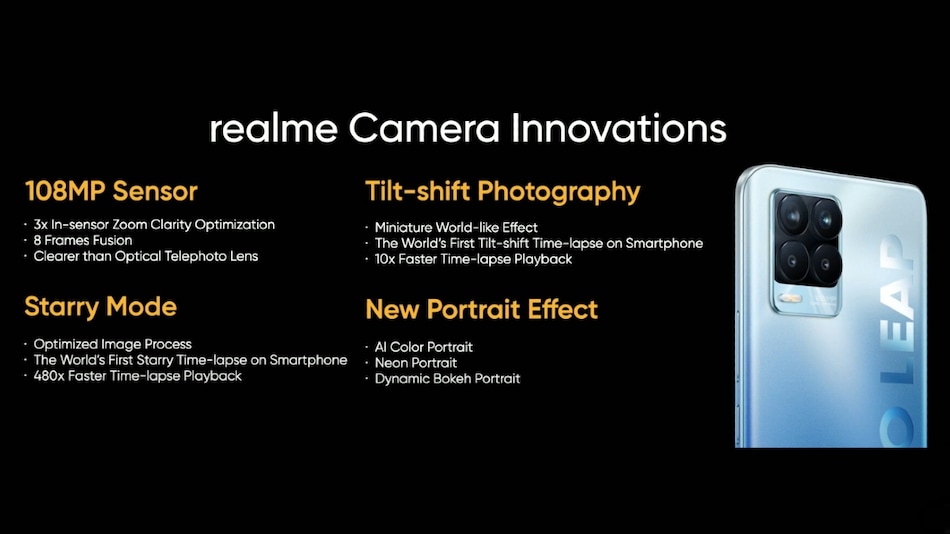 realme Camera Innovations
108MP Sensor
· 3x In-sensor Zoom Clarity Optimization
· 8 Frames Fusion
· Clearer than Optical Telephoto Lens
Tilt-shift Photography
· Miniature World-like Effect
· The World's First Tilt-shift Time-lapse on Smartphone
· 10x Faster Time-lapse Playback
Starry Mode
· Optimized Image Process
· The World's First Starry Time-lapse on Smartphone
· 480x Faster Time-lapse Playback
New Portrait Effect
· AI Color Portrait
· Neon Portrait
· Dynamic Bokeh Portrait
O LEAP